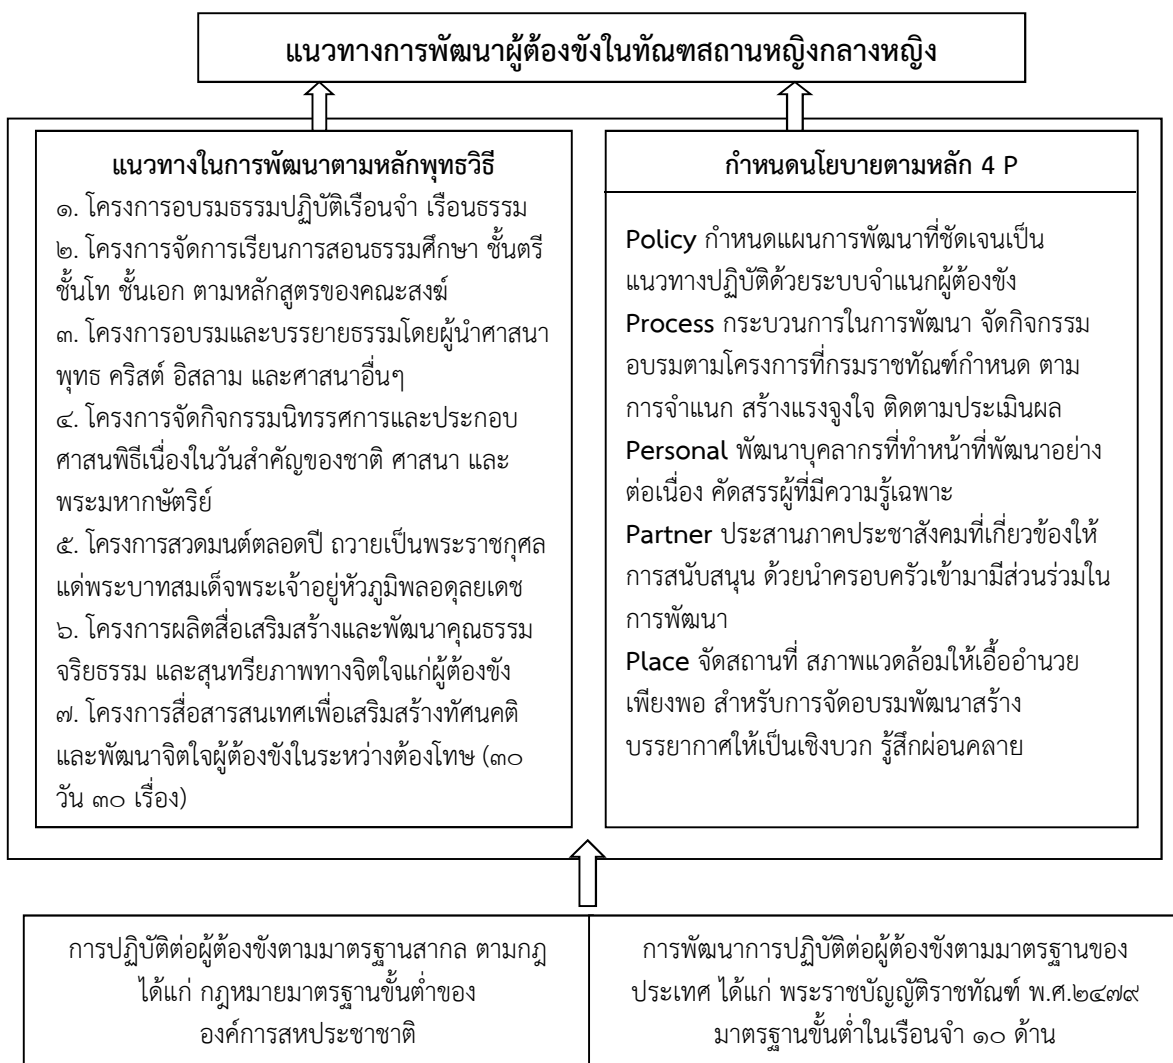 แนวทางการพัฒนาผู้ต้องขังในทัณฑสถานหญิงกลางหญิง
แนวทางในการพัฒนาตามหลักพุทธวิธี
๑. โครงการอบรมธรรมปฏิบัติเรือนจำ เรือนธรรม
๒. โครงการจัดการเรียนการสอนธรรมศึกษา ชั้นตรี
ชั้นโท ชั้นเอก ตามหลักสูตรของคณะสงฆ์
๓. โครงการอบรมและบรรยายธรรมโดยผู้นำศาสนา
พุทธ คริสต์ อิสลาม และศาสนาอื่นๆ
๔. โครงการจัดกิจกรรมนิทรรศการและประกอบ
ศาสนพิธีเนื่องในวันสำคัญของชาติ ศาสนา และ
พระมหากษัตริย์
๕. โครงการสวดมนต์ตลอดปี ถวายเป็นพระราชกุศล
แด่พระบาทสมเด็จพระเจ้าอยู่หัวภูมิพลอดุลยเดช
๖. โครงการผลิตสื่อเสริมสร้างและพัฒนาคุณธรรม
จริยธรรม และสุนทรียภาพทางจิตใจแก่ผู้ต้องขัง
๗. โครงการสื่อสารสนเทศเพื่อเสริมสร้างทัศนคติ
และพัฒนาจิตใจผู้ต้องขังในระหว่างต้องโทษ (๓๐
วัน ๓๐ เรื่อง)
กำหนดนโยบายตามหลัก 4 P
Policy กำหนดแผนการพัฒนาที่ชัดเจนเป็น
แนวทางปฏิบัติด้วยระบบจำแนกผู้ต้องขัง
Process กระบวนการในการพัฒนา จัดกิจกรรม
อบรมตามโครงการที่กรมราชทัณฑ์กำหนด ตาม
การจำแนก สร้างแรงจูงใจ ติดตามประเมินผล
Personal พัฒนาบุคลากรที่ทำหน้าที่พัฒนาอย่าง
ต่อเนื่อง คัดสรรผู้ที่มีความรู้เฉพาะ
Partner ประสานภาคประชาสังคมที่เกี่ยวข้องให้
การสนับสนุน ด้วยนำครอบครัวเข้ามามีส่วนร่วมใน
การพัฒนา
Place จัดสถานที่ สภาพแวดล้อมให้เอื้ออำนวย
เพียงพอ สำหรับการจัดอบรมพัฒนาสร้าง
บรรยากาศให้เป็นเชิงบวก รู้สึกผ่อนคลาย
การปฏิบัติต่อผู้ต้องขังตามมาตรฐานสากล ตามกฎ
ได้แก่ กฎหมายมาตรฐานขั้นต่ำของ
องค์การสหประชาชาติ
การพัฒนาการปฏิบัติต่อผู้ต้องขังตามมาตรฐานของ
ประเทศ ได้แก่ พระราชบัญญัติราชทัณฑ์ พ.ศ.๒๔๗๙
มาตรฐานขั้นต่ำในเรือนจำ ๑๐ ด้าน